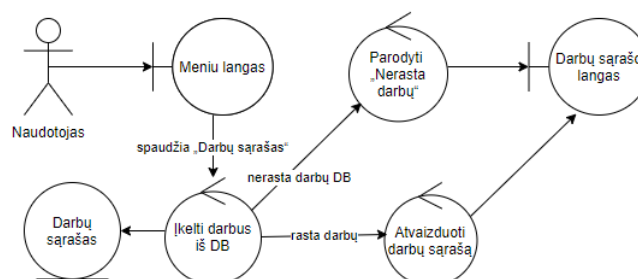 Meniu langas
Parodyti
„Nerasta
darbų“
Darbų sąrašo
langas
Naudotojas
spaudžia „Darbų sąrašas“
nerasta darbų DB
Darbų
sąrašas
Įkelti darbus
iš DB
rasta darbų
Atvaizduoti
darbų sąrašą